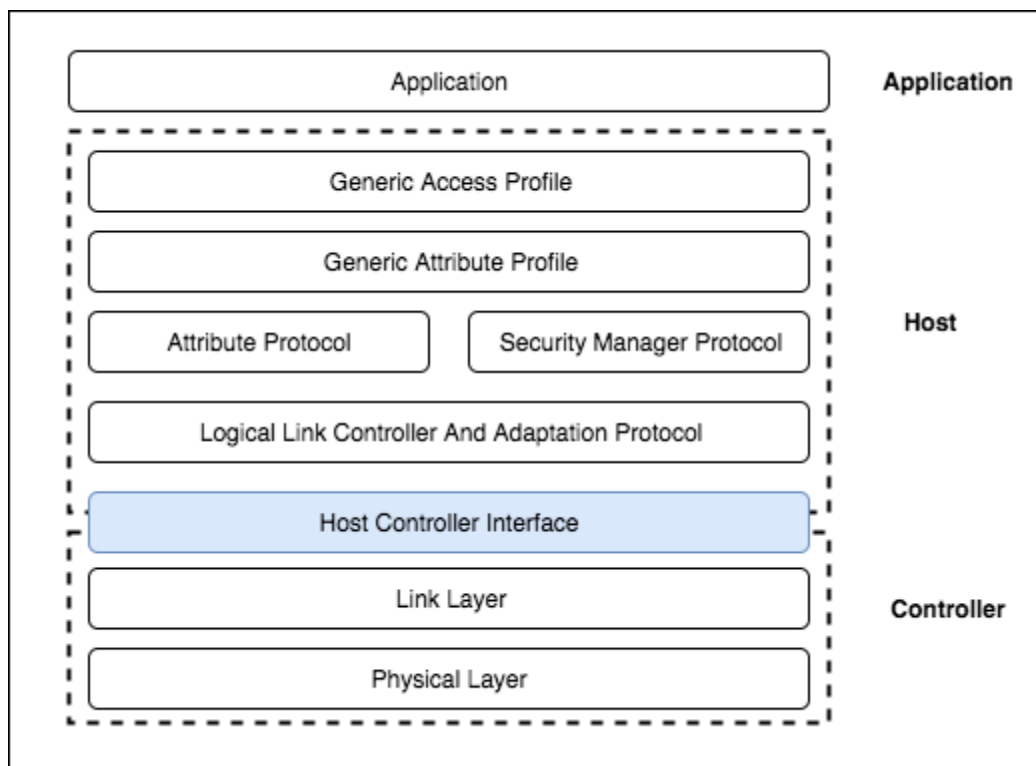 Application
Application
Generic Access Profile
Generic Attribute Profile
Host
Attribute Protocol
Security Manager Protocol
Logical Link Controller And Adaptation Protocol
Host Controller Interface
Link Layer
Controller
Physical Layer